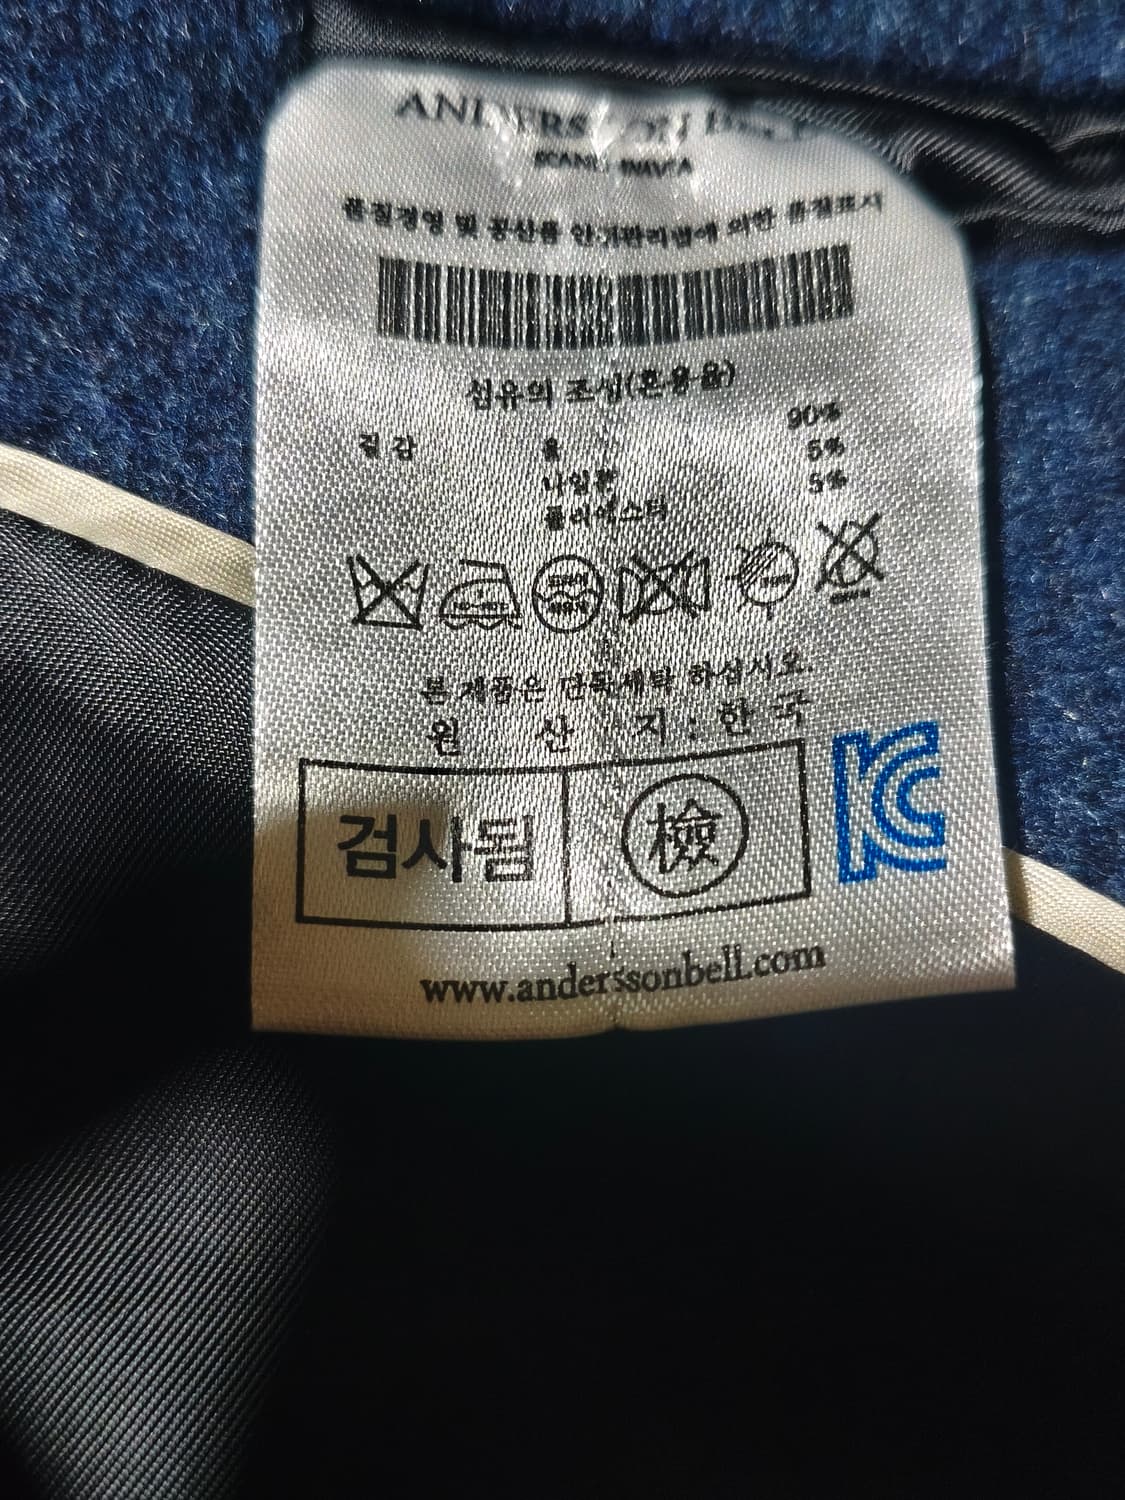 ANDERSSON BELL
SCANDINAVIA
품질경영 및 공산품 안전관리법에 의한 품질표시
섬유의 조성(혼용율)
90%
겉감 울 5%
나일론 5%
폴리에스터
본 제품은 단독세탁 하십시오.
원 산 지 : 한 국
검사됨 檢
www.anderssonbell.com